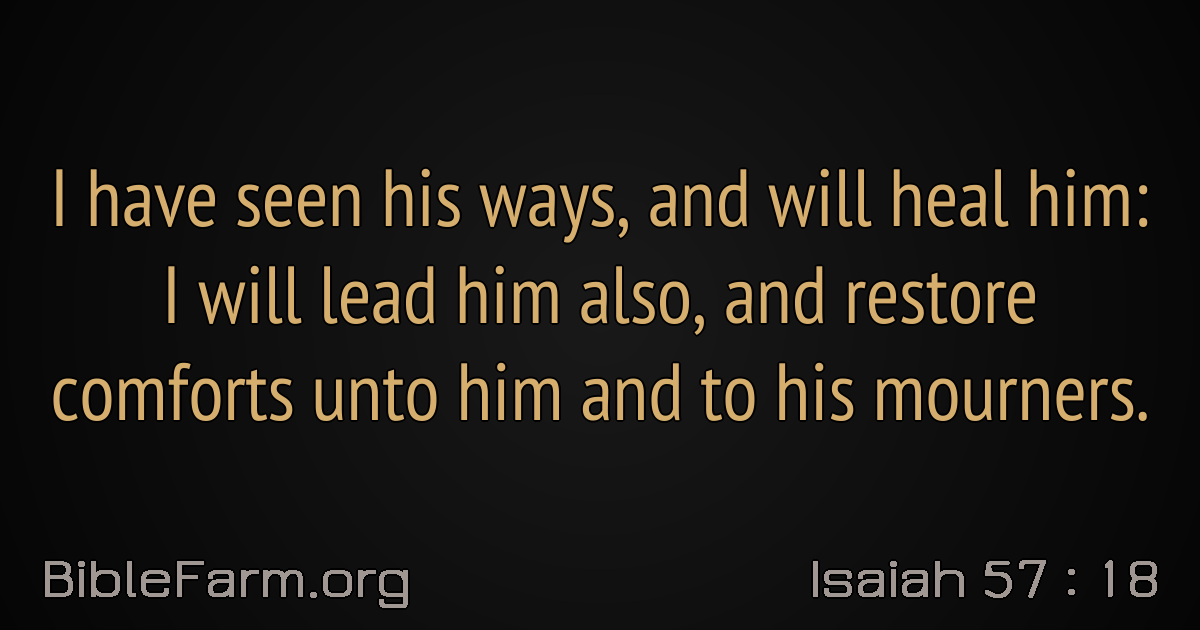 I have seen his ways, and will heal him:
I will lead him also, and restore
comforts unto him and to his mourners.
BibleFarm.org
Isaiah 57 : 18